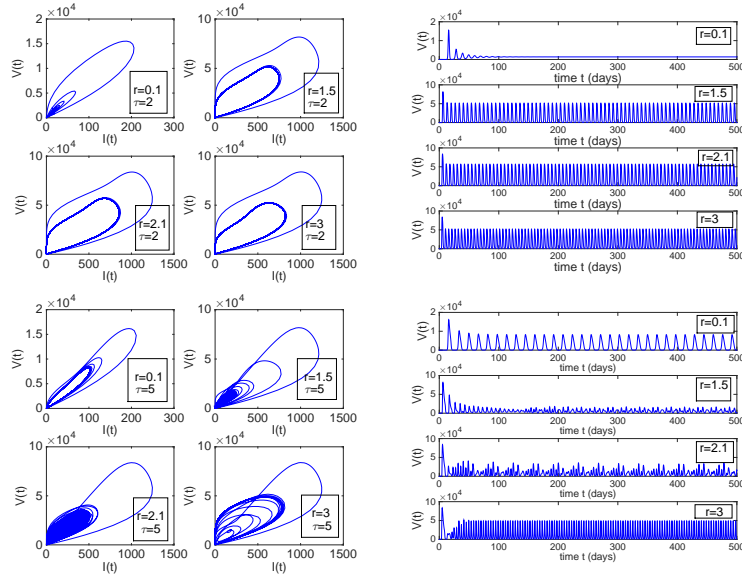 ×10⁴
2
1.5
1
0.5
0
V(t)
0 100 200 300
I(t)
r=0.1
τ=2
×10⁴
10
5
0
V(t)
0 500 1000 1500
I(t)
r=1.5
τ=2
×10⁴
10
5
0
V(t)
0 500 1000 1500
I(t)
r=2.1
τ=2
×10⁴
10
5
0
V(t)
0 500 1000 1500
I(t)
r=3
τ=2
×10⁴
2
1
0
V(t)
0 100 200 300 400 500
time t (days)
r=0.1
×10⁴
10
5
0
V(t)
0 100 200 300 400 500
time t (days)
r=1.5
×10⁴
10
5
0
V(t)
0 100 200 300 400 500
time t (days)
r=2.1
×10⁴
10
5
0
V(t)
0 100 200 300 400 500
time t (days)
r=3
×10⁴
2
1.5
1
0.5
0
V(t)
0 100 200 300
I(t)
r=0.1
τ=5
×10⁴
10
5
0
V(t)
0 500 1000 1500
I(t)
r=1.5
τ=5
×10⁴
10
5
0
V(t)
0 500 1000 1500
I(t)
r=2.1
τ=5
×10⁴
10
5
0
V(t)
0 500 1000 1500
I(t)
r=3
τ=5
×10⁴
2
1
0
V(t)
0 100 200 300 400 500
time t (days)
r=0.1
×10⁴
10
5
0
V(t)
0 100 200 300 400 500
time t (days)
r=1.5
×10⁴
10
5
0
V(t)
0 100 200 300 400 500
time t (days)
r=2.1
×10⁴
10
5
0
V(t)
0 100 200 300 400 500
time t (days)
r=3